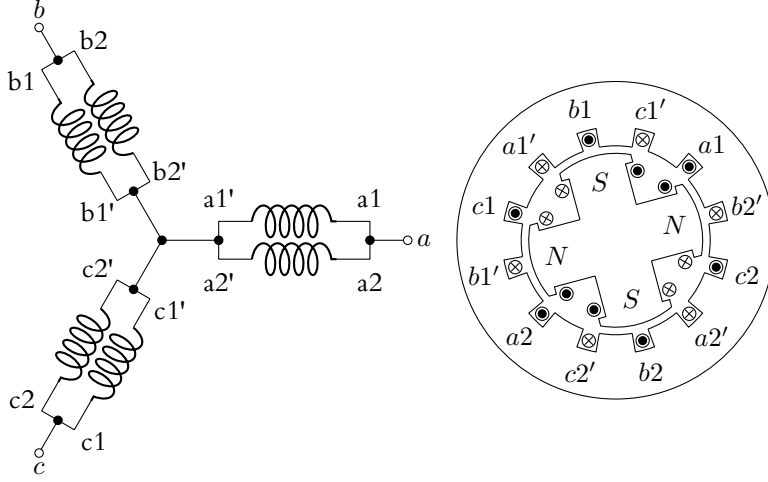 b
b1 b2
b1' b2'
a1' a1
a
a2' a2
c2' c1'
c2 c1
c
b1 c1′
a1′ a1
c1 S b2′
N N
b1′ c2
a2 S a2′
c2′ b2